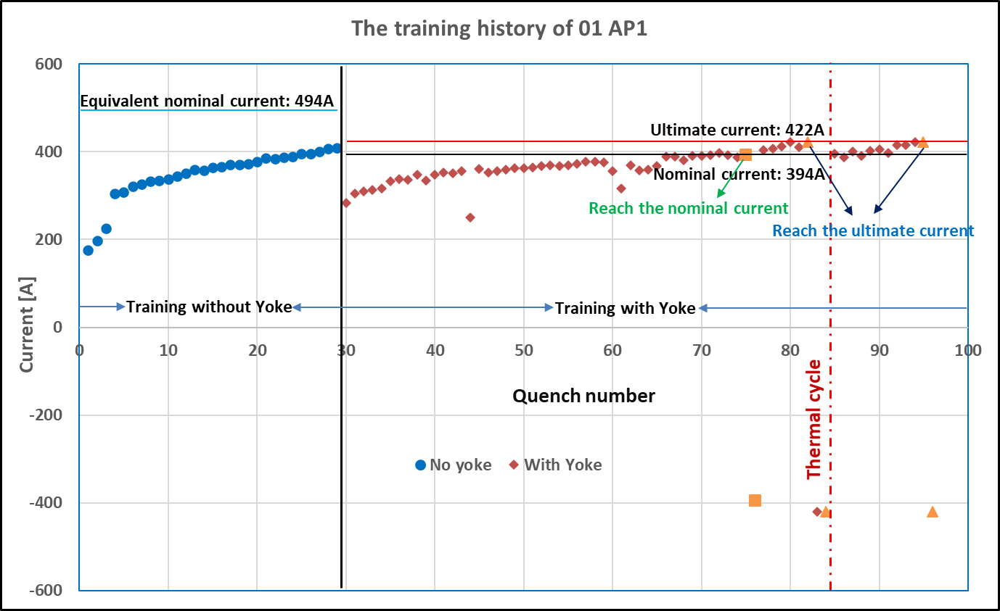 The training history of 01 AP1
600
Equivalent nominal current: 494A
Ultimate current: 422A
400
Nominal current: 394A
Reach the nominal current
Reach the ultimate current
200
Training without Yoke
Training with Yoke
Current [A]
0
0 10 20 30 40 50 60 70 80 90 100
Quench number
Thermal cycle
-200
No yoke With Yoke
-400
-600